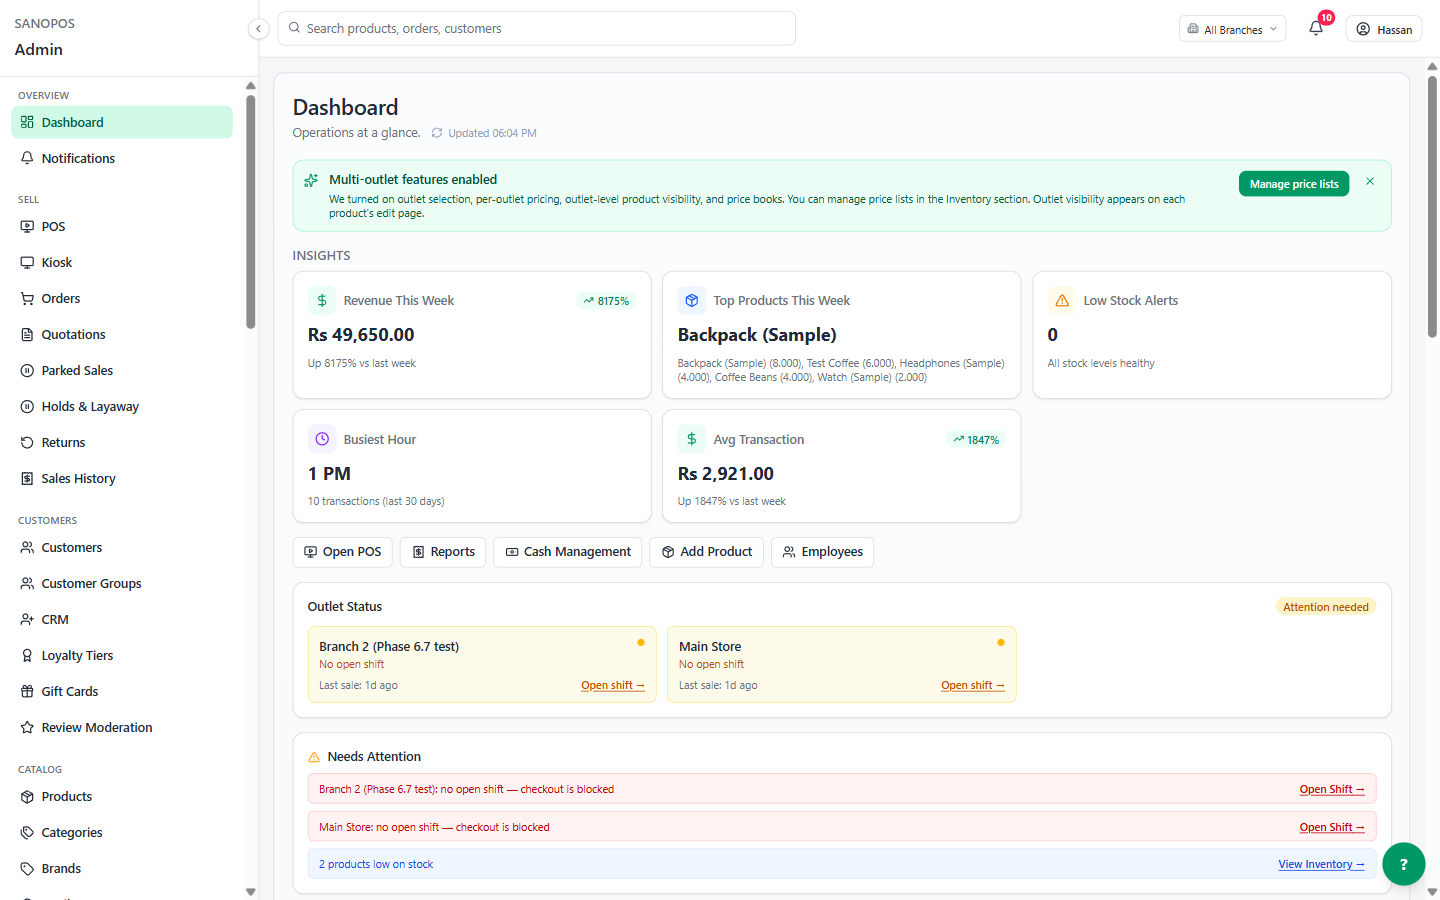 SANOPOS
Admin
Search products, orders, customers
All Branches
10
Hassan
OVERVIEW
Dashboard
Notifications
SELL
POS
Kiosk
Orders
Quotations
Parked Sales
Holds & Layaway
Returns
Sales History
CUSTOMERS
Customers
Customer Groups
CRM
Loyalty Tiers
Gift Cards
Review Moderation
CATALOG
Products
Categories
Brands
Dashboard
Operations at a glance. Updated 06:04 PM
Multi-outlet features enabled
We turned on outlet selection, per-outlet pricing, outlet-level product visibility, and price books. You can manage price lists in the Inventory section. Outlet visibility appears on each
product's edit page.
Manage price lists
INSIGHTS
Revenue This Week
8175%
Rs 49,650.00
Up 8175% vs last week
Top Products This Week
Backpack (Sample)
Backpack (Sample) (8.000), Test Coffee (6.000), Headphones (Sample)
(4.000), Coffee Beans (4.000), Watch (Sample) (2.000)
Low Stock Alerts
0
All stock levels healthy
Busiest Hour
1 PM
10 transactions (last 30 days)
Avg Transaction
1847%
Rs 2,921.00
Up 1847% vs last week
Open POS
Reports
Cash Management
Add Product
Employees
Outlet Status
Attention needed
Branch 2 (Phase 6.7 test)
No open shift
Last sale: 1d ago
Open shift →
Main Store
No open shift
Last sale: 1d ago
Open shift →
Needs Attention
Branch 2 (Phase 6.7 test): no open shift — checkout is blocked
Open Shift →
Main Store: no open shift — checkout is blocked
Open Shift →
2 products low on stock
View Inventory →
?